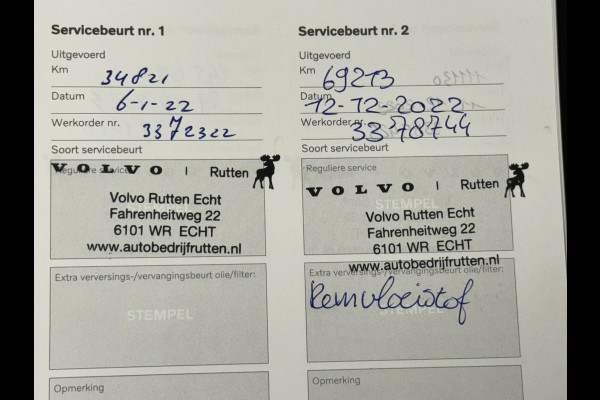 Servicebeurt nr. 1
Uitgevoerd
Km 34821
Datum 6-1-22
Werkorder nr. 3372322
Soort servicebeurt
Reguliere service
VOLVO | Rutten
Volvo Rutten Echt
Fahrenheitweg 22
6101 WR ECHT
www.autobedrijfrutten.nl
Extra verversings-/vervangingsbeurt olie/filter:
STEMPEL
Opmerking
Servicebeurt nr. 2
Uitgevoerd
Km 69213
Datum 12-12-2022
Werkorder nr. 3378744
Soort servicebeurt
Reguliere service
VOLVO | Rutten
STEMPEL
Volvo Rutten Echt
Fahrenheitweg 22
6101 WR ECHT
www.autobedrijfrutten.nl
Extra verversings-/vervangingsbeurt olie/filter:
Remvloeistof
STEMPEL
Opmerking